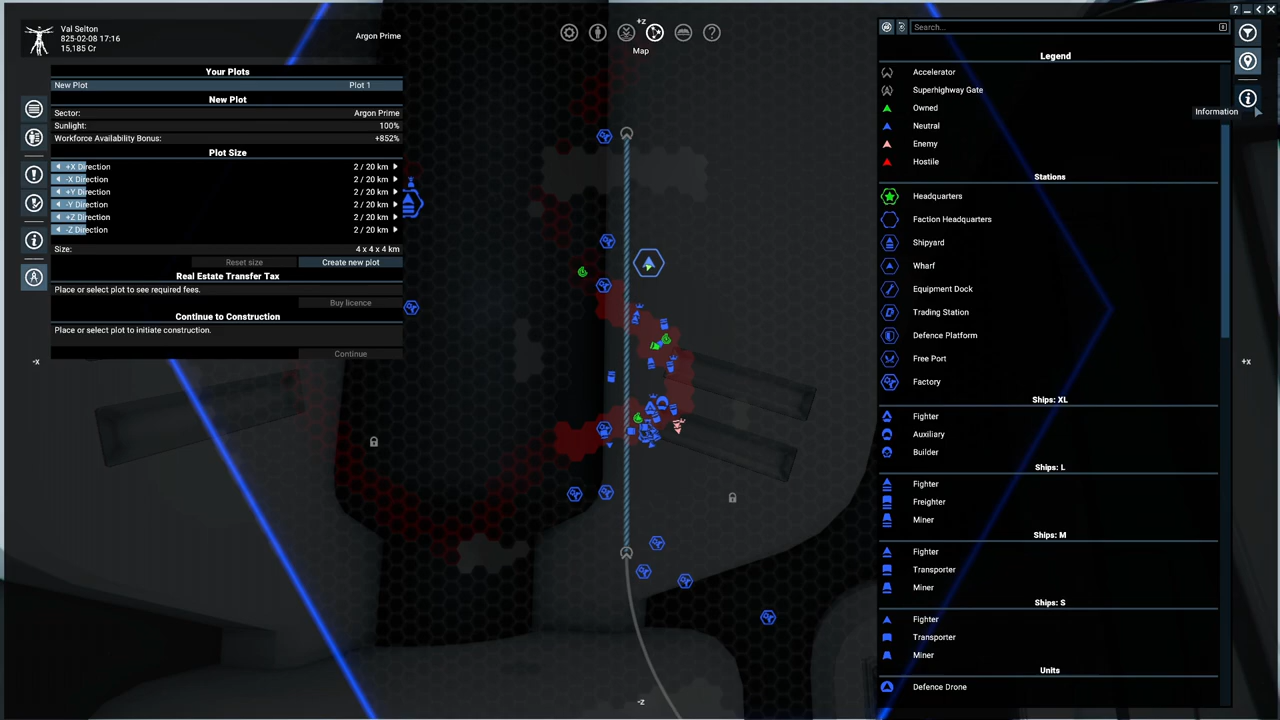 Val Selton
825-02-08 17:16
15,185 Cr
Argon Prime
+z
Map
Your Plots
New Plot Plot 1
New Plot
Sector: Argon Prime
Sunlight: 100%
Workforce Availability Bonus: +852%
Plot Size
+X Direction 2 / 20 km
-X Direction 2 / 20 km
+Y Direction 2 / 20 km
-Y Direction 2 / 20 km
+Z Direction 2 / 20 km
-Z Direction 2 / 20 km
Size: 4 x 4 x 4 km
Reset size Create new plot
Real Estate Transfer Tax
Place or select plot to see required fees.
Buy licence
Continue to Construction
Place or select plot to initiate construction.
Continue
-x
+x
-z
Search...
Legend
Accelerator
Superhighway Gate
Owned
Neutral
Enemy
Hostile
Information
Stations
Headquarters
Faction Headquarters
Shipyard
Wharf
Equipment Dock
Trading Station
Defence Platform
Free Port
Factory
Ships: XL
Fighter
Auxiliary
Builder
Ships: L
Fighter
Freighter
Miner
Ships: M
Fighter
Transporter
Miner
Ships: S
Fighter
Transporter
Miner
Units
Defence Drone